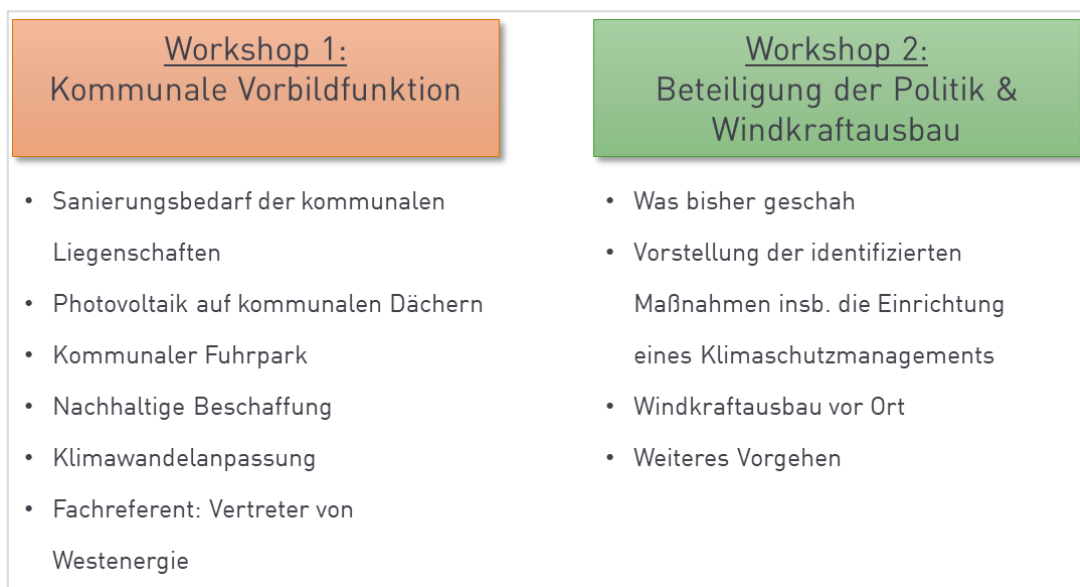 Workshop 1:
Kommunale Vorbildfunktion
• Sanierungsbedarf der kommunalen
Liegenschaften
• Photovoltaik auf kommunalen Dächern
• Kommunaler Fuhrpark
• Nachhaltige Beschaffung
• Klimawandelanpassung
• Fachreferent: Vertreter von
Westenergie
Workshop 2:
Beteiligung der Politik &
Windkraftausbau
• Was bisher geschah
• Vorstellung der identifizierten
Maßnahmen insb. die Einrichtung
eines Klimaschutzmanagements
• Windkraftausbau vor Ort
• Weiteres Vorgehen